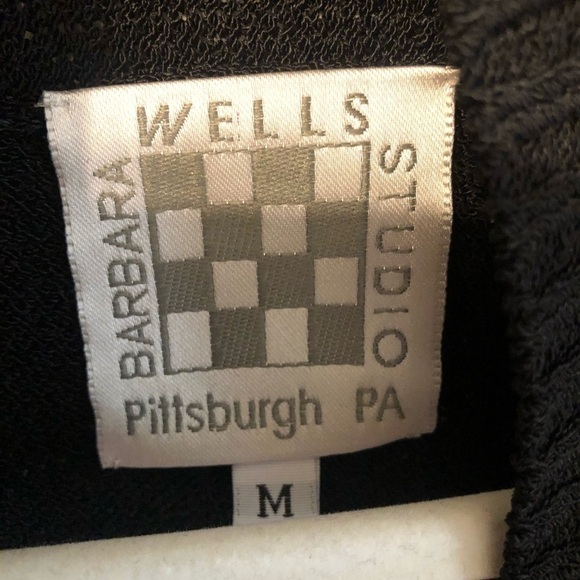 BARBARA
WELLS
STUDIO
Pittsburgh PA
M